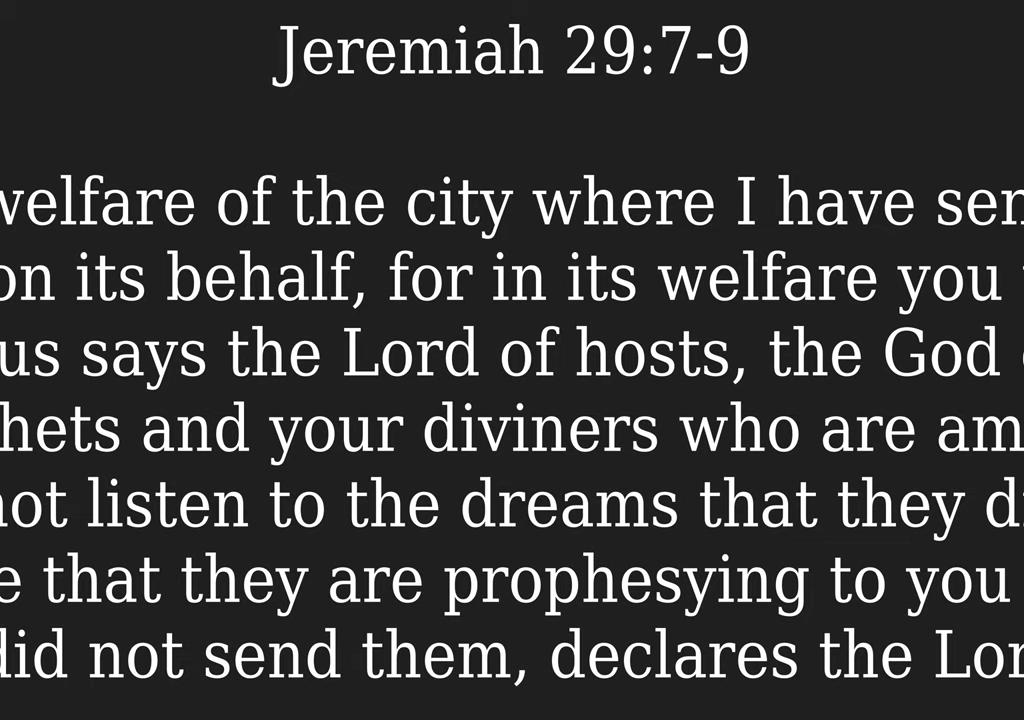 Jeremiah 29:7-9
welfare of the city where I have sen
on its behalf, for in its welfare you
us says the Lord of hosts, the God
hets and your diviners who are am
not listen to the dreams that they d
e that they are prophesying to you
did not send them, declares the Lor